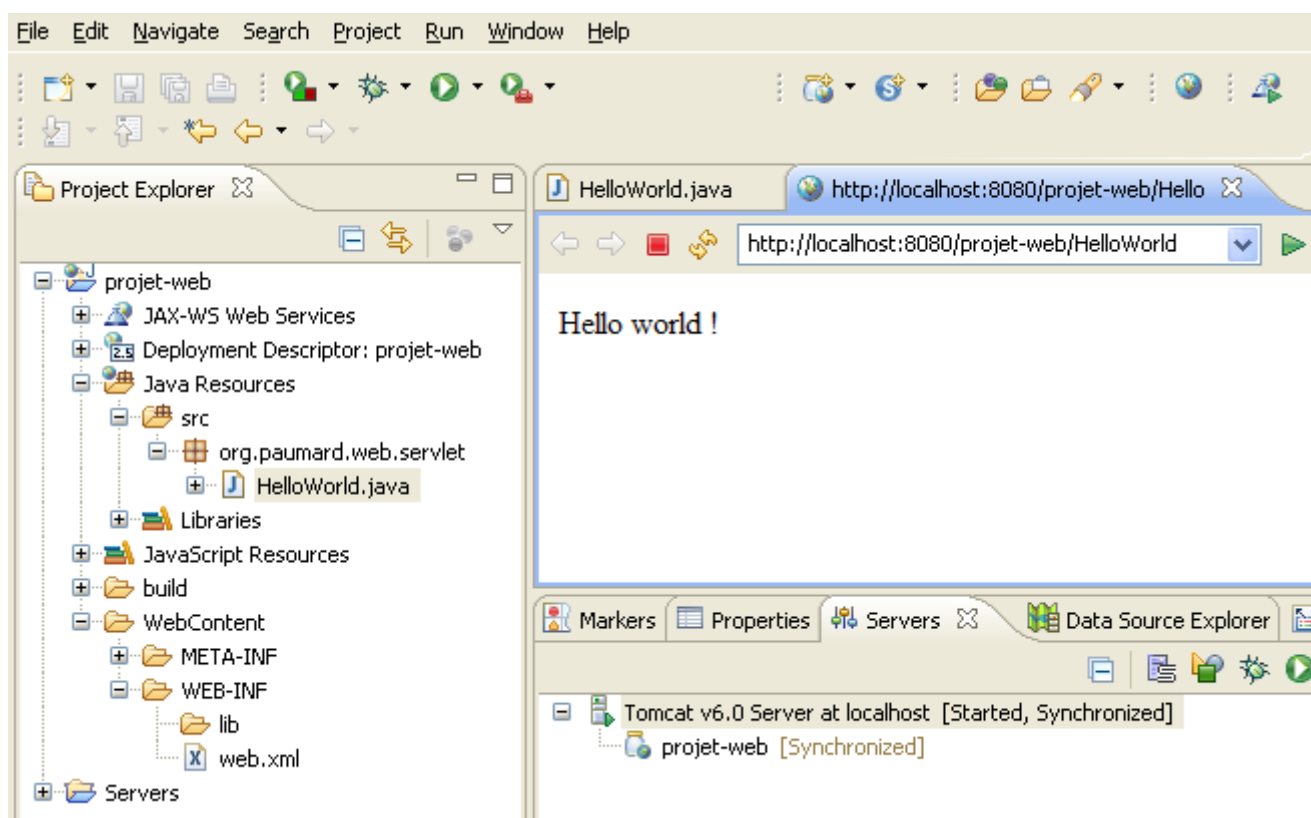 File Edit Navigate Search Project Run Window Help
Project Explorer
projet-web
JAX-WS Web Services
2.5 Deployment Descriptor: projet-web
Java Resources
src
org.paumard.web.servlet
J HelloWorld.java
Libraries
JavaScript Resources
build
WebContent
META-INF
WEB-INF
lib
X web.xml
Servers
J HelloWorld.java
http://localhost:8080/projet-web/Hello
http://localhost:8080/projet-web/HelloWorld
Hello world !
Markers Properties Servers Data Source Explorer
Tomcat v6.0 Server at localhost [Started, Synchronized]
projet-web [Synchronized]